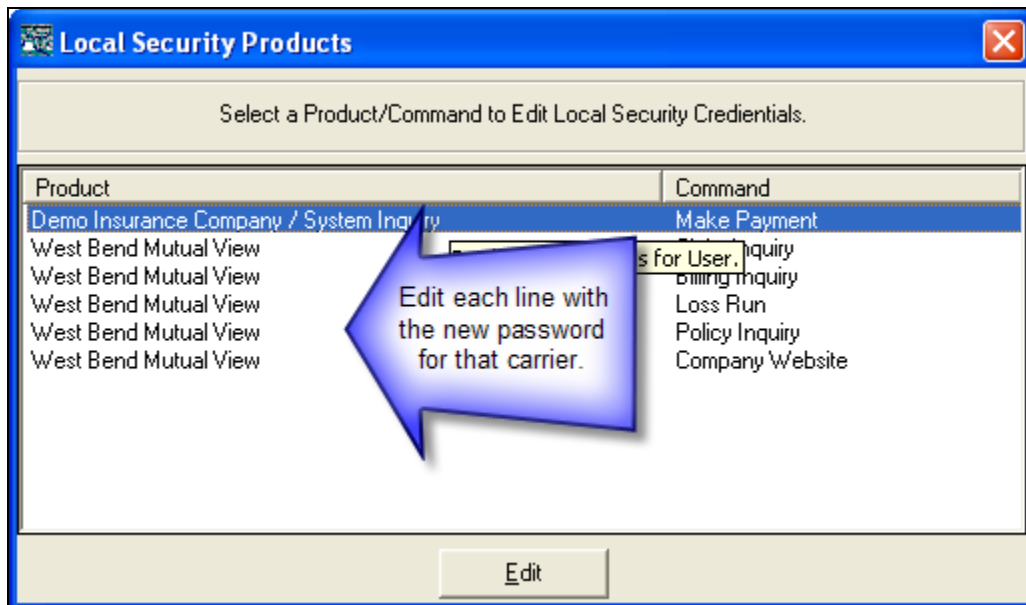 Local Security Products
Select a Product/Command to Edit Local Security Credientials.
Product Command
Demo Insurance Company / System Inquiry Make Payment
West Bend Mutual View Inquiry
s for User.
West Bend Mutual View Billing Inquiry
West Bend Mutual View Loss Run
West Bend Mutual View Policy Inquiry
West Bend Mutual View Company Website
Edit each line with
the new password
for that carrier.
Edit